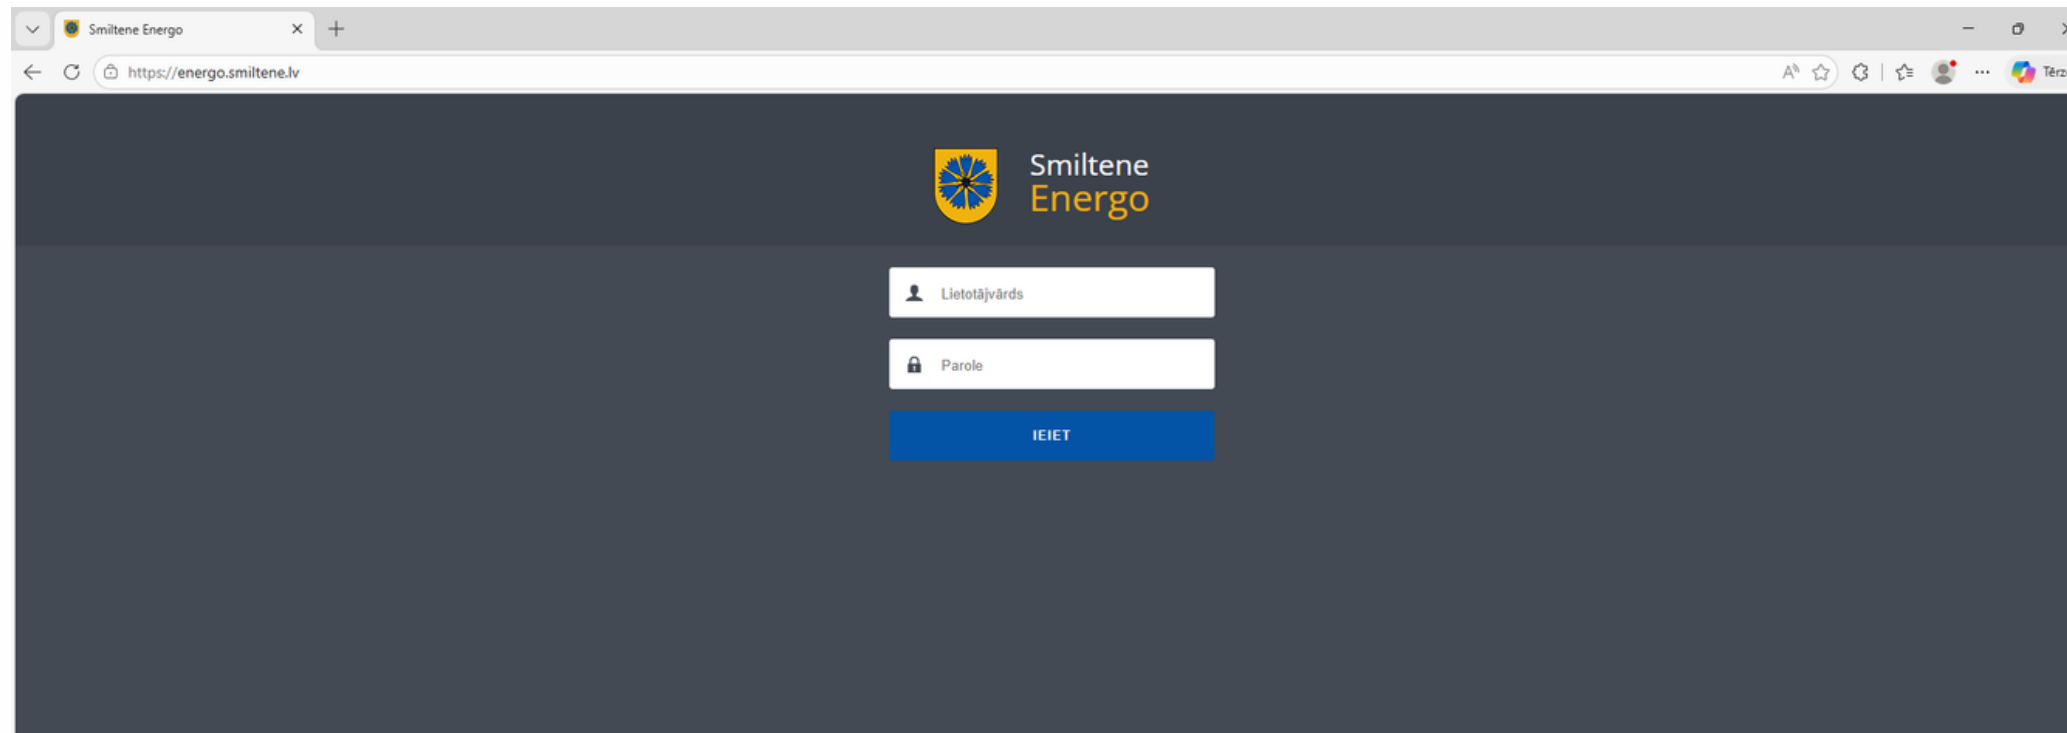 Smiltene Energo
https://energo.smiltene.lv
Smiltene
Energo
Lietotājvārds
Parole
IEIET